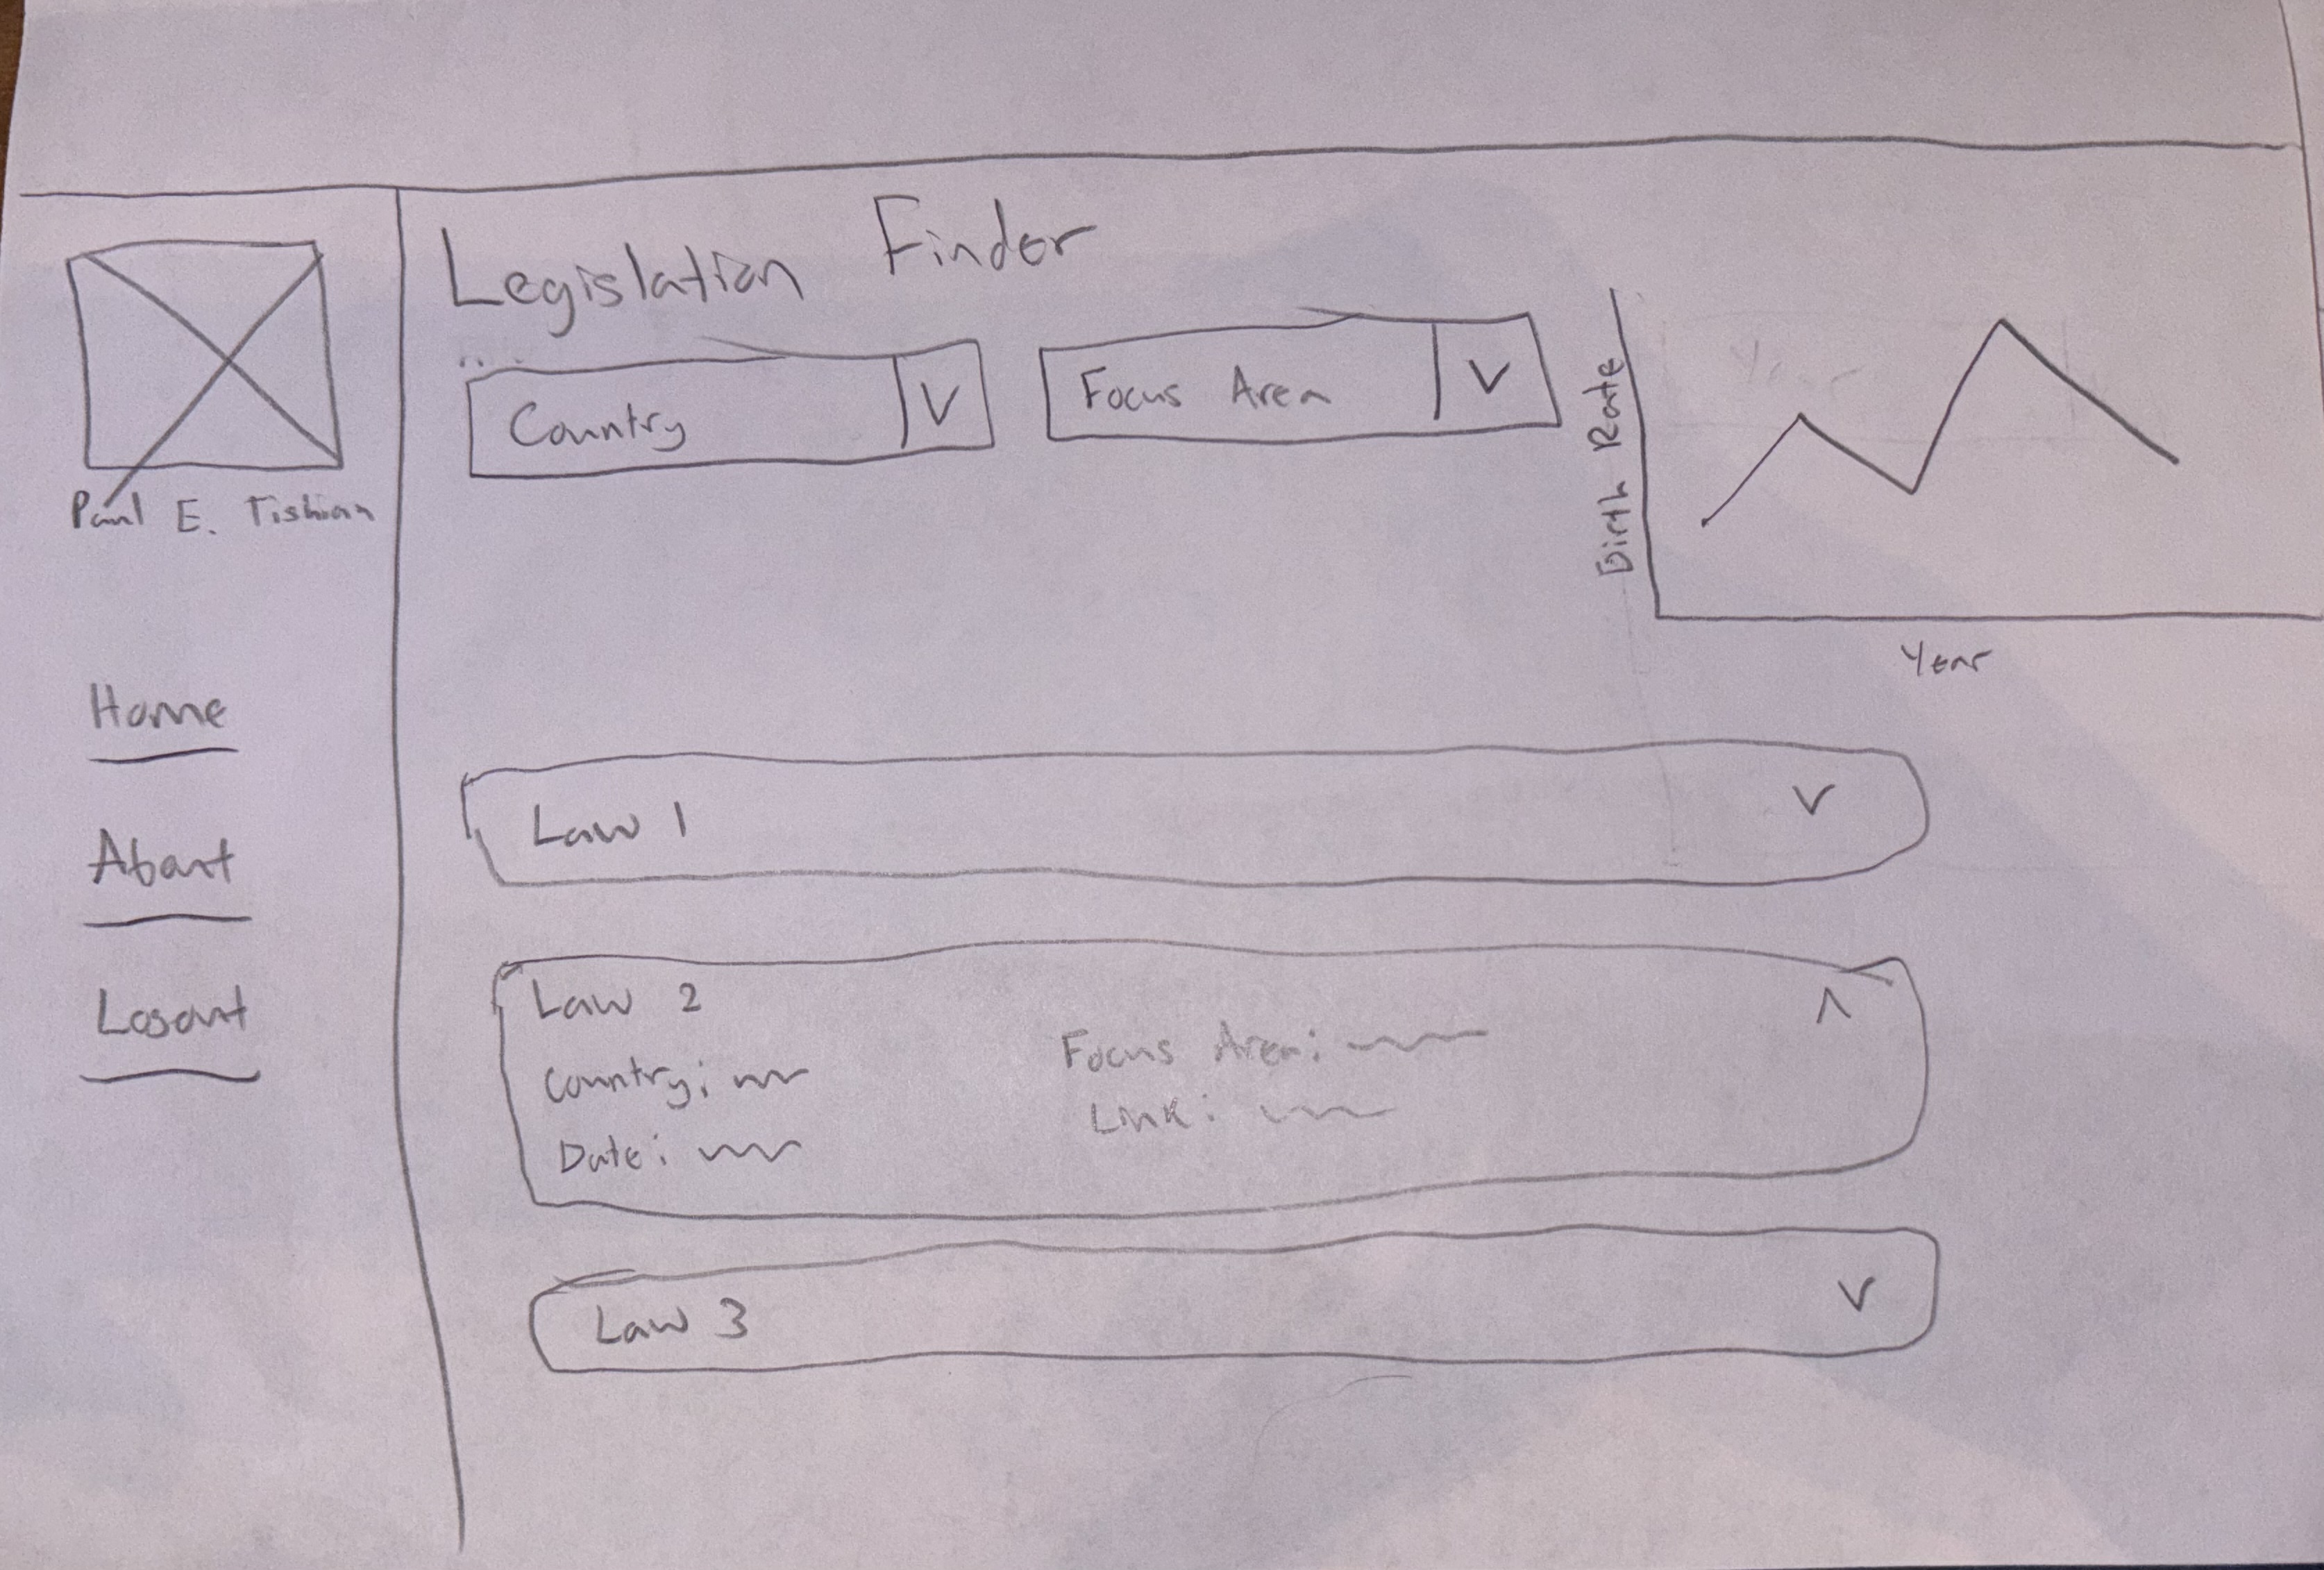 Legislation Finder
Country V
Focus Area V
Paul E. Tishian
Birth Rate
Year
Year
Home
About
Logout
Law 1 V
Law 2
Country:
Date:
Focus Area:
Link:
Law 3 V